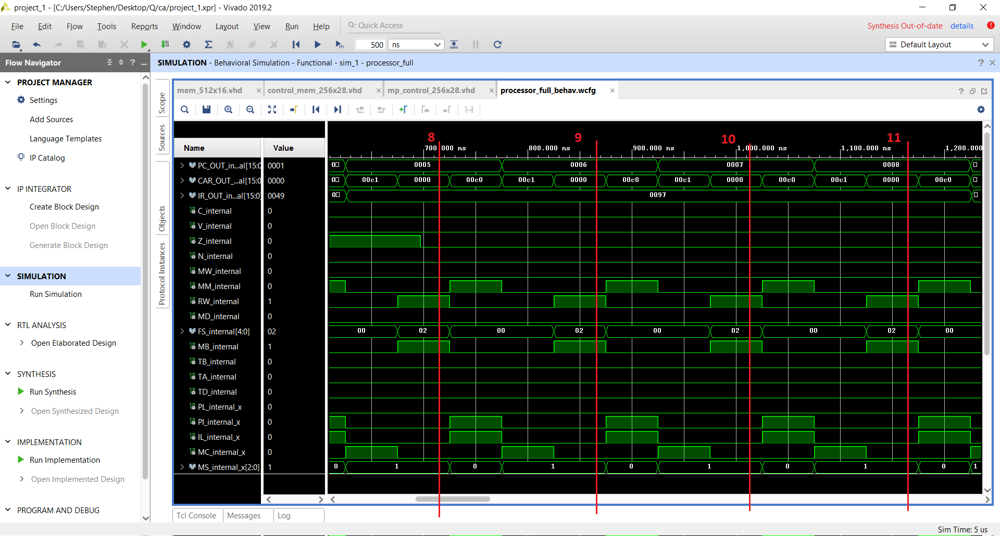 project_1 - [C:/Users/Stephen/Desktop/Q/ca/project_1.xpr] - Vivado 2019.2
File Edit Flow Tools Reports Window Layout View Run Help Quick Access
Synthesis Out-of-date details
500 ns
Default Layout
Flow Navigator
SIMULATION - Behavioral Simulation - Functional - sim_1 - processor_full
PROJECT MANAGER
Settings
Add Sources
Language Templates
IP Catalog
IP INTEGRATOR
Create Block Design
Open Block Design
Generate Block Design
SIMULATION
Run Simulation
RTL ANALYSIS
Open Elaborated Design
SYNTHESIS
Run Synthesis
Open Synthesized Design
IMPLEMENTATION
Run Implementation
Open Implemented Design
PROGRAM AND DEBUG
Scope
Sources
Objects
Protocol Instances
mem_512x16.vhd control_mem_256x28.vhd mp_control_256x28.vhd processor_full_behav.wcfg
8 9 10 11
Name Value
700.000 ns 800.000 ns 900.000 ns 1,000.000 ns 1,100.000 ns 1,200.000
PC_OUT_in...al[15:0 0001 0 0005 0006 0007 0008
CAR_OUT_...al[15:0 0000 0 00c1 0000 00c0 00c1 0000 00c0 00c1 0000 00c0 00c1 0000 00c0
IR_OUT_in...al[15:0] 0049 0 0097
C_internal 0
V_internal 0
Z_internal 0
N_internal 0
MW_internal 0
MM_internal 0
RW_internal 1
MD_internal 0
FS_internal[4:0] 02 00 02 00 02 00 02 00 02 00
MB_internal 1
TB_internal 0
TA_internal 0
TD_internal 0
PL_internal_x 0
PI_internal_x 0
IL_internal_x 0
MC_internal_x 0
MS_internal_x[2:0] 1 0 1 0 1 0 1 0 1 0 1
Tcl Console Messages Log
Sim Time: 5 us